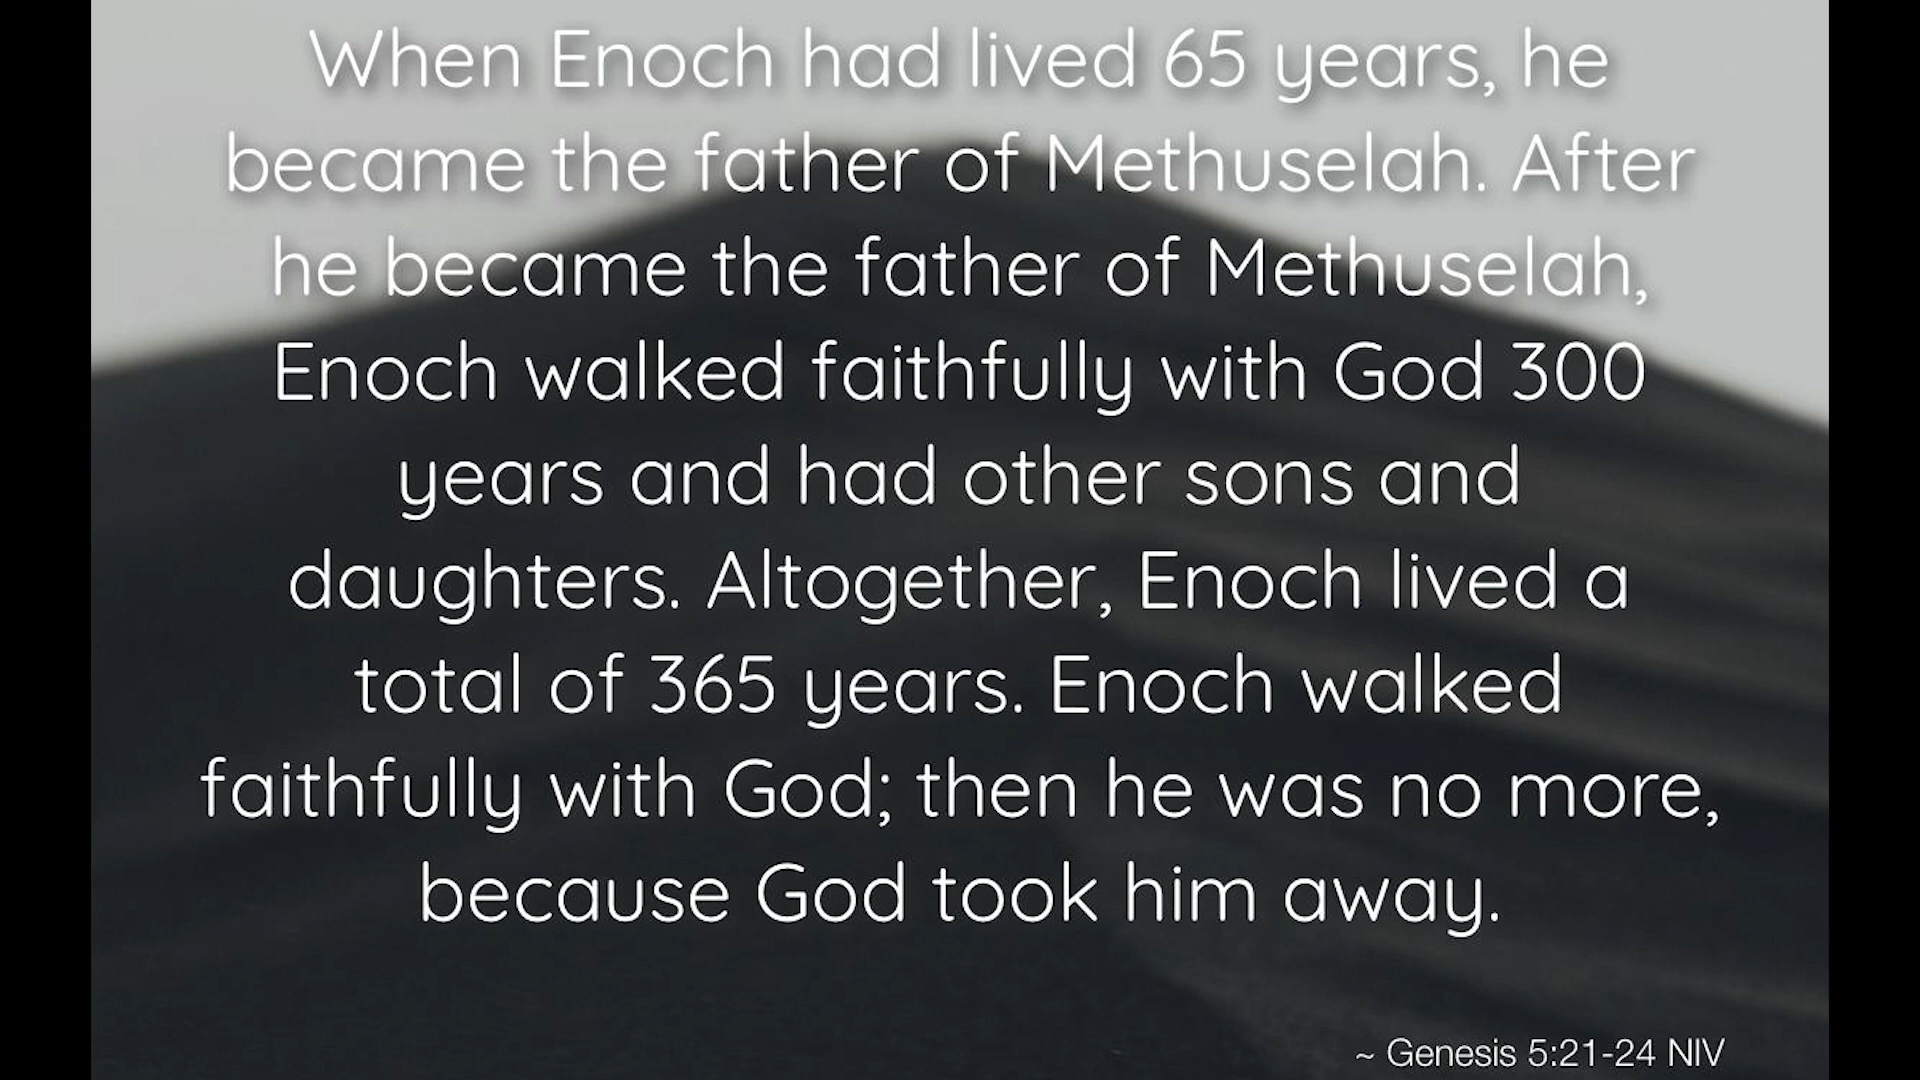 When Enoch had lived 65 years, he
became the father of Methuselah. After
he became the father of Methuselah,
Enoch walked faithfully with God 300
years and had other sons and
daughters. Altogether, Enoch lived a
total of 365 years. Enoch walked
faithfully with God; then he was no more,
because God took him away.
~ Genesis 5:21-24 NIV